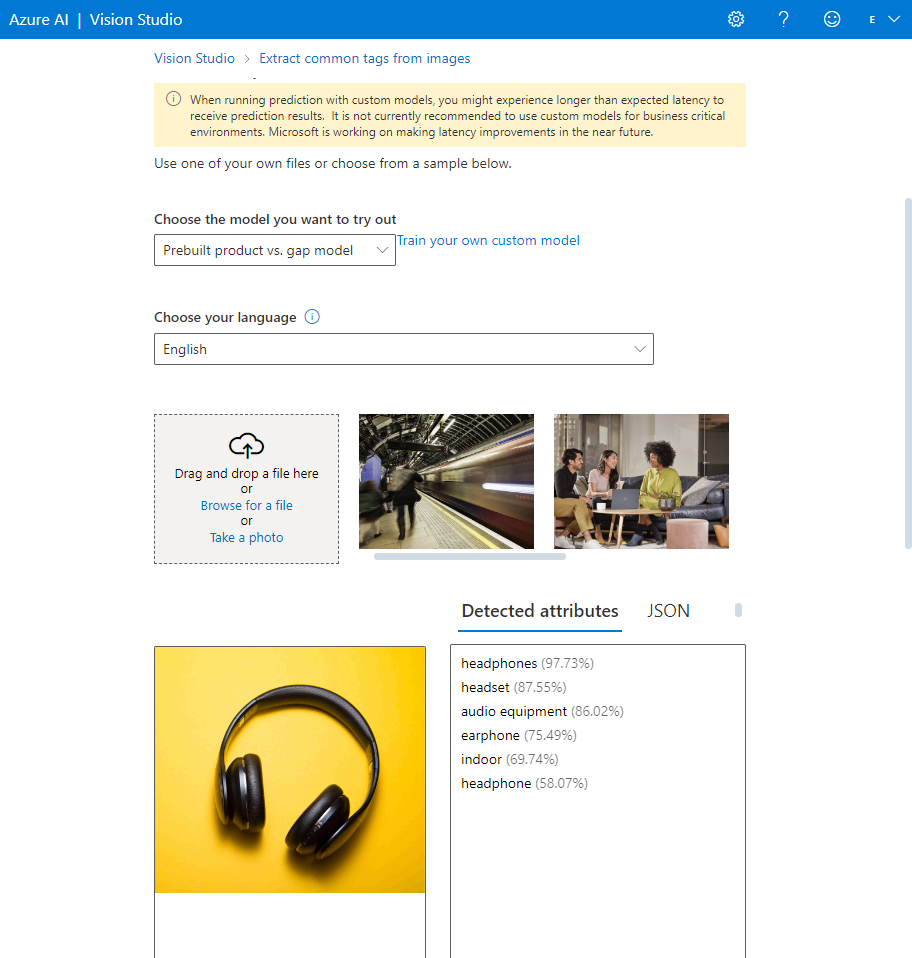 Azure AI | Vision Studio
E
Vision Studio > Extract common tags from images
When running prediction with custom models, you might experience longer than expected latency to
receive prediction results. It is not currently recommended to use custom models for business critical
environments. Microsoft is working on making latency improvements in the near future.
Use one of your own files or choose from a sample below.
Choose the model you want to try out
Prebuilt product vs. gap model
Train your own custom model
Choose your language
English
Drag and drop a file here
or
Browse for a file
or
Take a photo
Detected attributes
JSON
headphones (97.73%)
headset (87.55%)
audio equipment (86.02%)
earphone (75.49%)
indoor (69.74%)
headphone (58.07%)